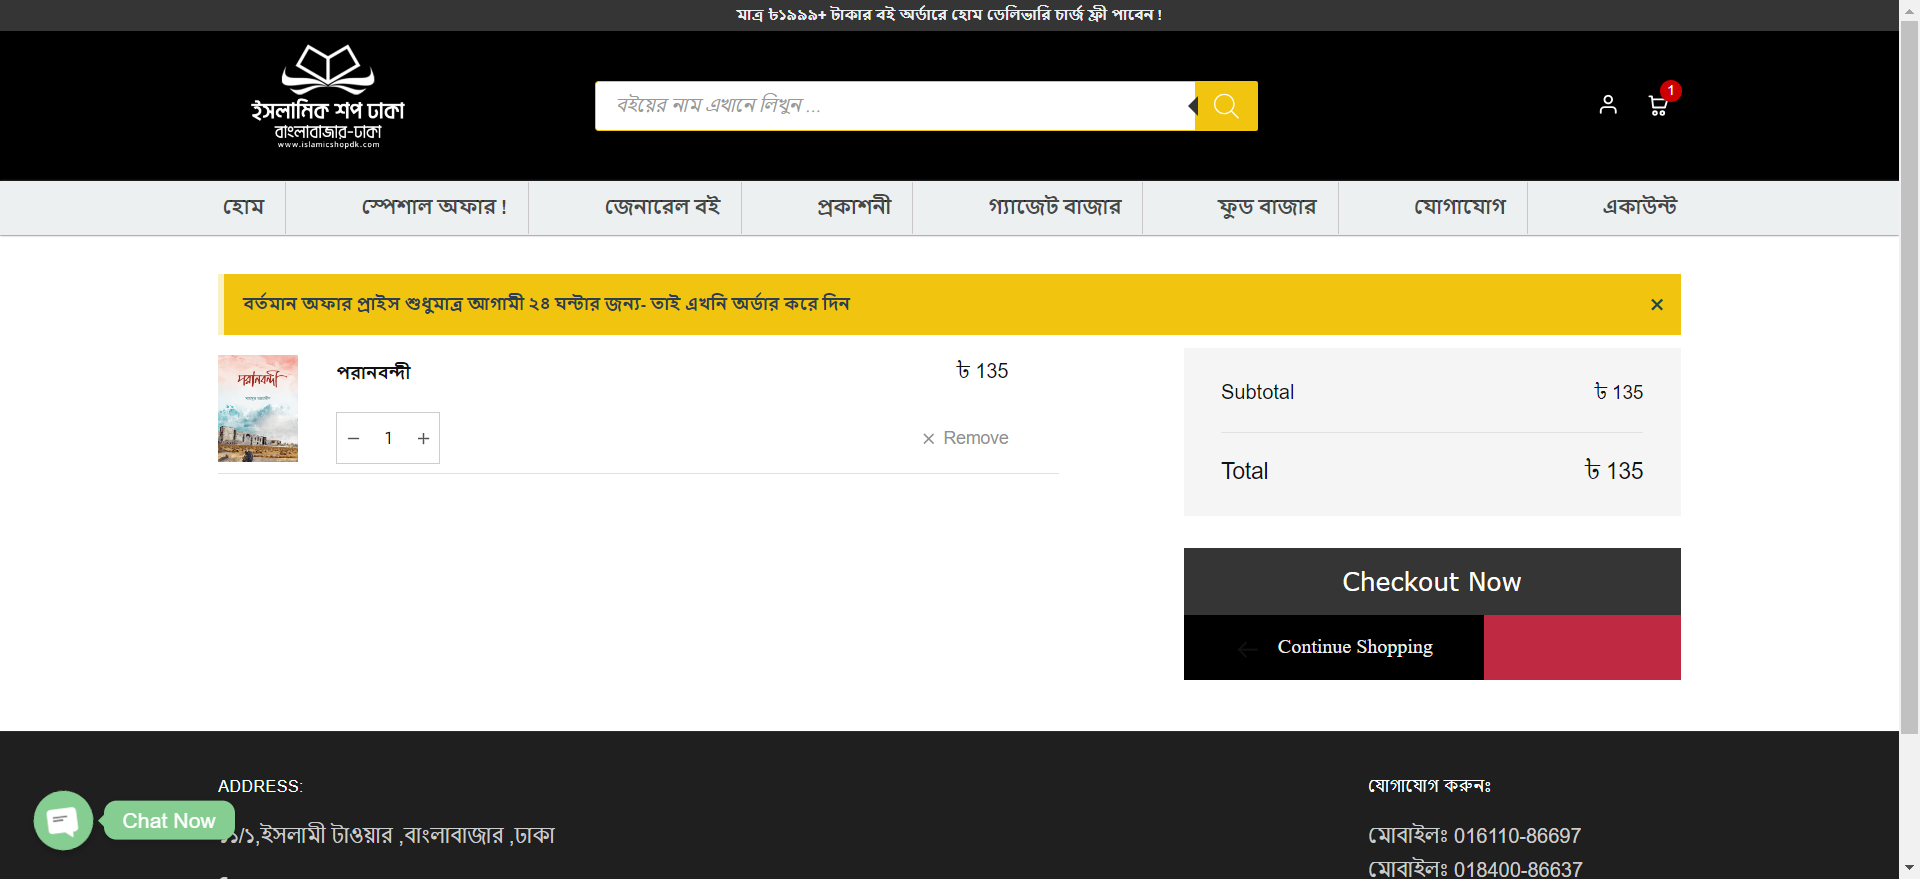 মাত্র ৳১৯৯৯+ টাকার বই অর্ডারে হোম ডেলিভারি চার্জ ফ্রী পাবেন !
ইসলামিক শপ ঢাকা
বাংলাবাজার-ঢাকা
www.islamicshopdk.com
বইয়ের নাম এখানে লিখুন ...
1
হোম
স্পেশাল অফার !
জেনারেল বই
প্রকাশনী
গ্যাজেট বাজার
ফুড বাজার
যোগাযোগ
একাউন্ট
বর্তমান অফার প্রাইস শুধুমাত্র আগামী ২৪ ঘন্টার জন্য- তাই এখনি অর্ডার করে দিন
পরানবন্দী
পরানবন্দী
৳ 135
1
Remove
Subtotal
৳ 135
Total
৳ 135
Checkout Now
Continue Shopping
ADDRESS:
/১,ইসলামী টাওয়ার ,বাংলাবাজার ,ঢাকা
Chat Now
যোগাযোগ করুনঃ
মোবাইলঃ 016110-86697
মোবাইলঃ 018400-86637